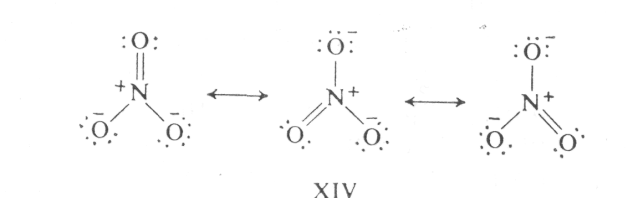 :O: :O:⁻ :O:⁻
⁺N N⁺ N⁺
O⁻ O⁻ O O⁻ O⁻ O
XIV